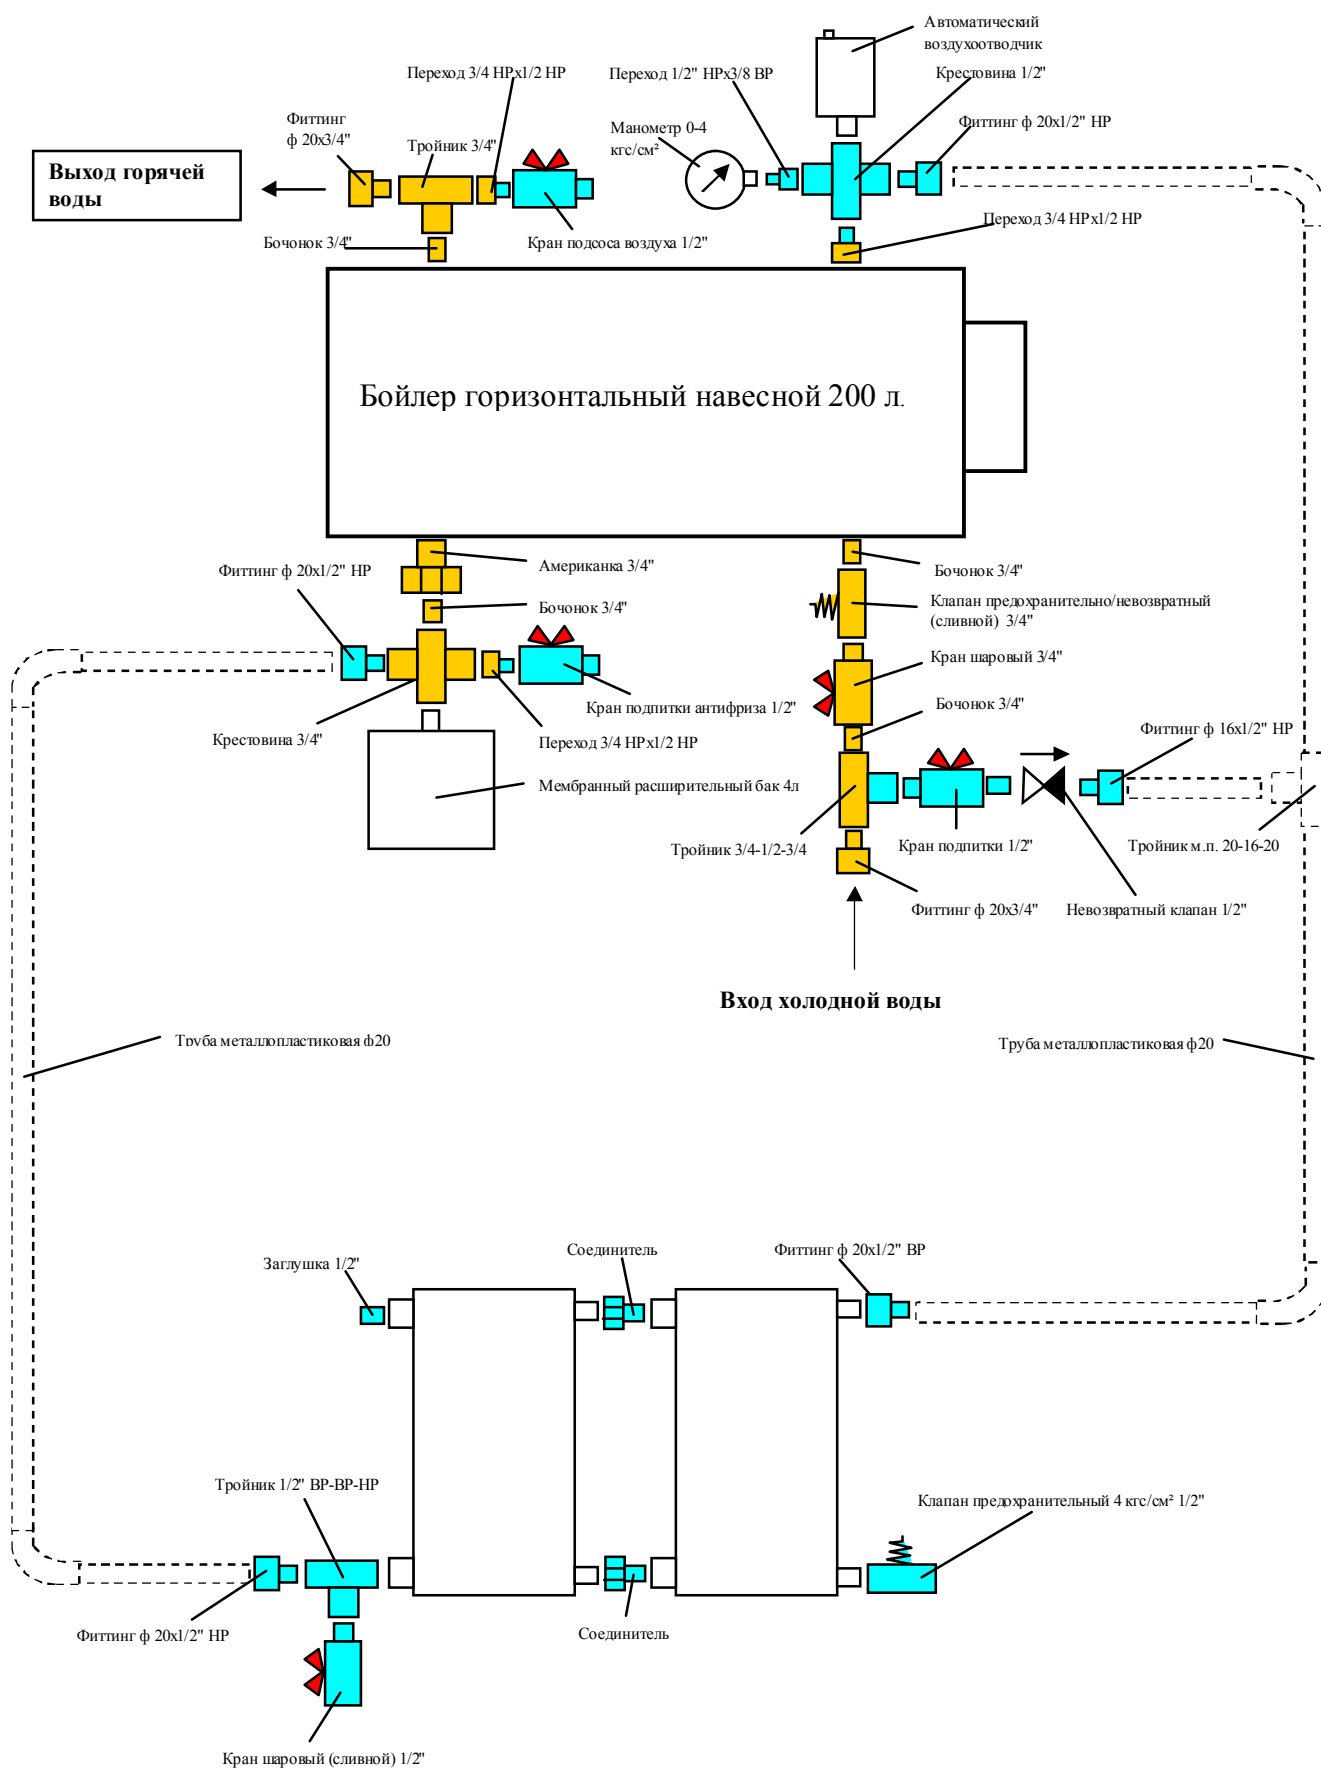 Автоматический
воздухоотводчик
Переход 3/4 НРх1/2 НР
Переход 1/2" НРх3/8 ВР
Крестовина 1/2"
Фиттинг
ф 20х3/4"
Манометр 0-4
кгс/см²
Фиттинг ф 20х1/2" НР
Тройник 3/4"
Выход горячей
воды
Переход 3/4 НРх1/2 НР
Бочонок 3/4"
Кран подсоса воздуха 1/2"
Бойлер горизонтальный навесной 200 л.
Фиттинг ф 20х1/2" НР
Американка 3/4"
Бочонок 3/4"
Бочонок 3/4"
Клапан предохранительно/невозвратный
(сливной) 3/4"
Кран шаровый 3/4"
Кран подпитки антифриза 1/2"
Бочонок 3/4"
Крестовина 3/4"
Переход 3/4 НРх1/2 НР
Фиттинг ф 16х1/2" НР
Мембранный расширительный бак 4л
Тройник 3/4-1/2-3/4
Кран подпитки 1/2"
Тройник м.п. 20-16-20
Фиттинг ф 20х3/4"
Невозвратный клапан 1/2"
Вход холодной воды
Труба металлопластиковая ф20
Труба металлопластиковая ф20
Заглушка 1/2"
Соединитель
Фиттинг ф 20х1/2" ВР
Тройник 1/2" ВР-ВР-НР
Клапан предохранительный 4 кгс/см² 1/2"
Фиттинг ф 20х1/2" НР
Соединитель
Кран шаровый (сливной) 1/2"